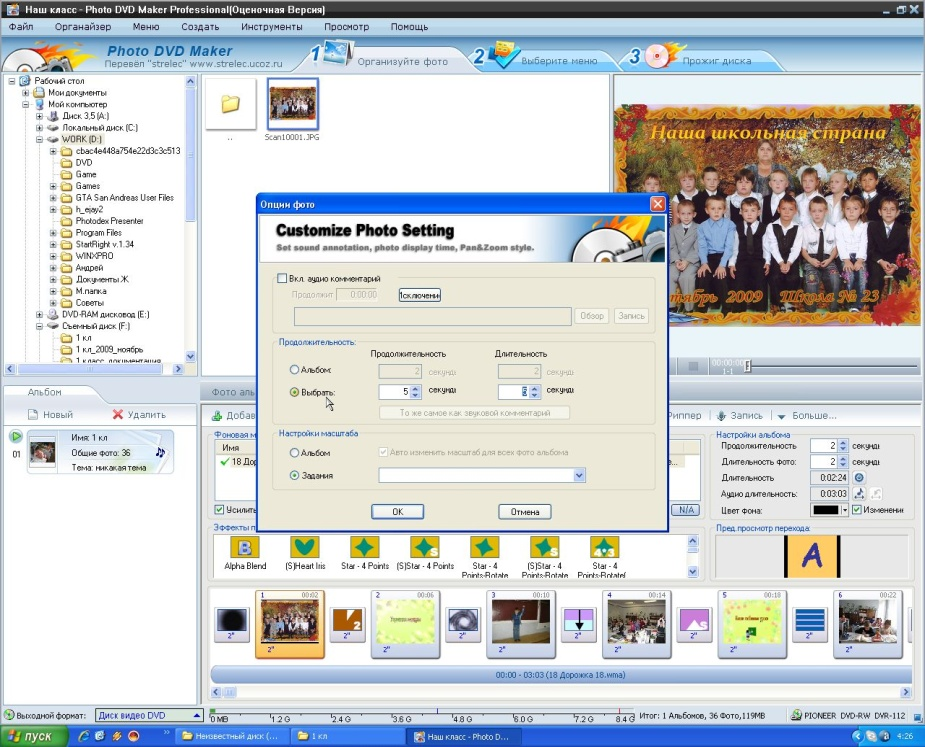 Наш класс - Photo DVD Maker Professional(Оценочная Версия)
Файл Органайзер Меню Создать Инструменты Просмотр Помощь
Photo DVD Maker
Перевёл "strelec" www.strelec.ucoz.ru
1 Организуйте фото
2 Выберите меню
3 Прожиг диска
Рабочий стол
Мои документы
Мой компьютер
Диск 3,5 (A:)
Локальный диск (C:)
WORK (D:)
cbac4e448a754e22d3c3c513
DVD
Game
Games
GTA San Andreas User Files
h_ejay2
Photodex Presenter
Program Files
StartRight v.1.34
WINXPRO
Андрей
Документы Ж
М.папка
Советы
DVD-RAM дисковод (E:)
Съемный диск (F:)
1 кл
1 кл_2009_ноябрь
1 класс документация
..
Scan10001.JPG
Наша школьная страна
тябрь 2009 Школа № 23
00:00:00
1-1
Опции фото
Customize Photo Setting
Set sound annotation, photo display time, Pan&Zoom style.
Вкл. аудио комментарий
Продолжит 0:00:00 1сключени
Обзор Запись
Продолжительность:
Продолжительность Длительность
Альбом: 2 секунды 2 секунды
Выбрать: 5 секунды 6 секунды
То же самое как звуковой комментарий
Настройки масштаба
Альбом Авто изменить масштаб для всех фото альбома
Задания
OK Отмена
Альбом
Новый Удалить
01
Имя: 1 кл
Общие фото: 36
Тема: никакая тема
Фото аль
Добав
Риппер Запись Больше...
Фоновая м
Имя
18 Дор
е...
Усилить
N/A
Настройки альбома
Продолжительность 2 секунды
Длительность фото: 2 секунды
Длительность 0:02:24
Аудио длительность: 0:03:03
Цвет фона: Изменени
Эффекты п
Alpha Blend
(S)Heart Iris
Star - 4 Points
(S)Star - 4 Points
Star - 4 Points-Rotate
(S)Star - 4 Points-Rotate
Star - 4 Points-Rotate(
Пред.просмотр перехода:
A
1 00:02
2 00:06
3 00:10
4 00:14
5 00:18
6 00:22
2" 2" 2" 2" 2" 2" 2" 2" 2" 2" 2" 2"
00:00 - 03:03 (18 Дорожка 18.wma)
Выходной формат: Диск видео DVD
0 MB 1.2 G 2.4 G 3.6 G 4.8 G 6.0 G 7.2 G 8.4 G
Итог: 1 Альбомов, 36 Фото,119MB
PIONEER DVD-RW DVR-112
пуск
Неизвестный диск (...
1 кл
Наш класс - Photo D...
4:26